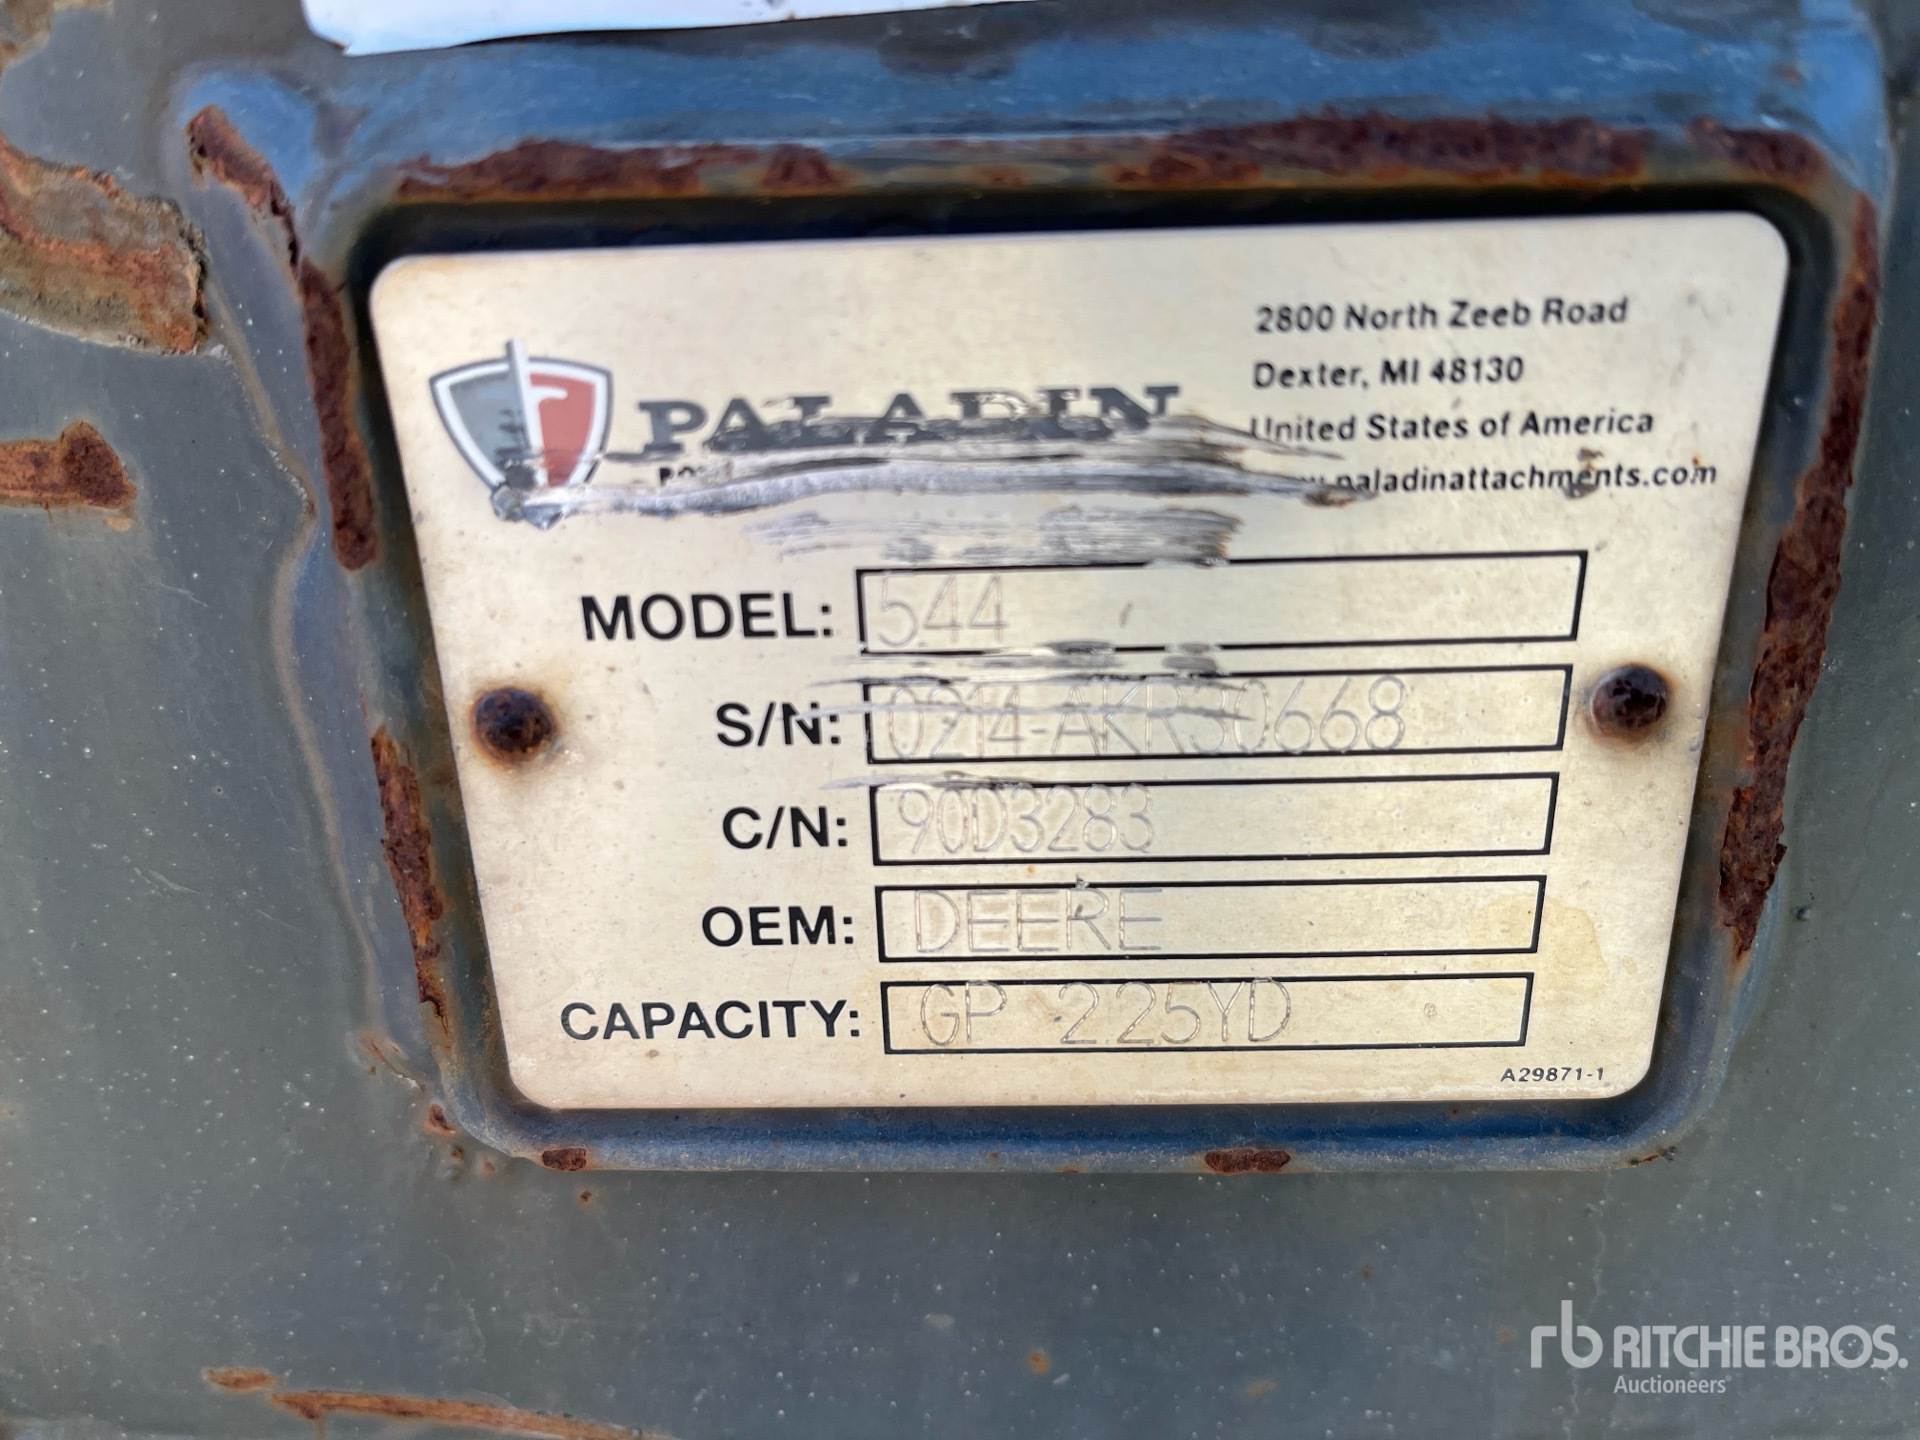 PALADIN
2800 North Zeeb Road
Dexter, MI 48130
United States of America
paladinattachments.com
MODEL: 544
S/N: 0214-AKR30668
C/N: 90D3283
OEM: DEERE
CAPACITY: GP 2.25YD
A29871-1
rb RITCHIE BROS.
Auctioneers